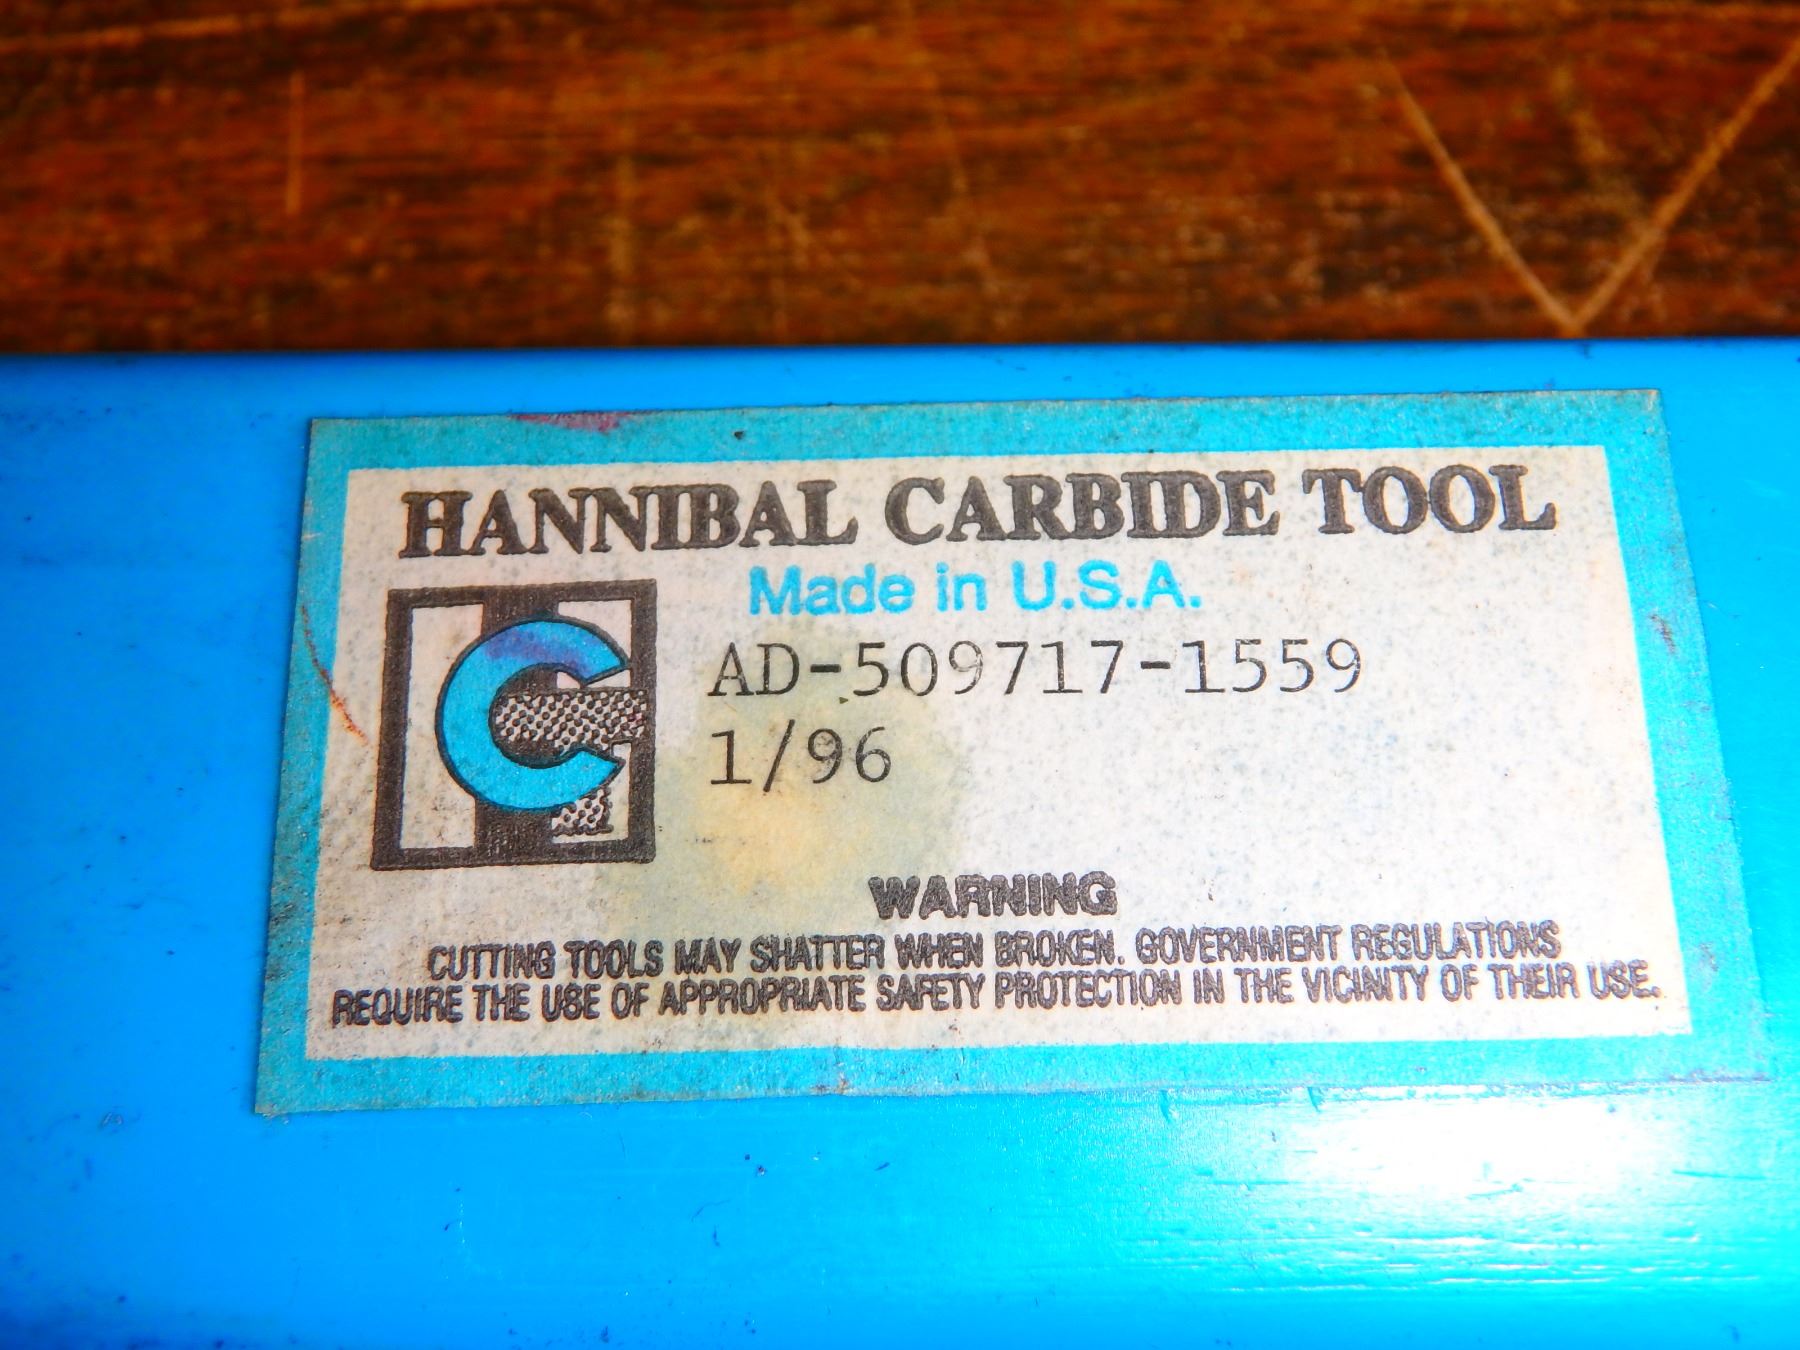 HANNIBAL CARBIDE TOOL
Made in U.S.A.
AD-509717-1559
1/96
WARNING
CUTTING TOOLS MAY SHATTER WHEN BROKEN. GOVERNMENT REGULATIONS
REQUIRE THE USE OF APPROPRIATE SAFETY PROTECTION IN THE VICINITY OF THEIR USE.